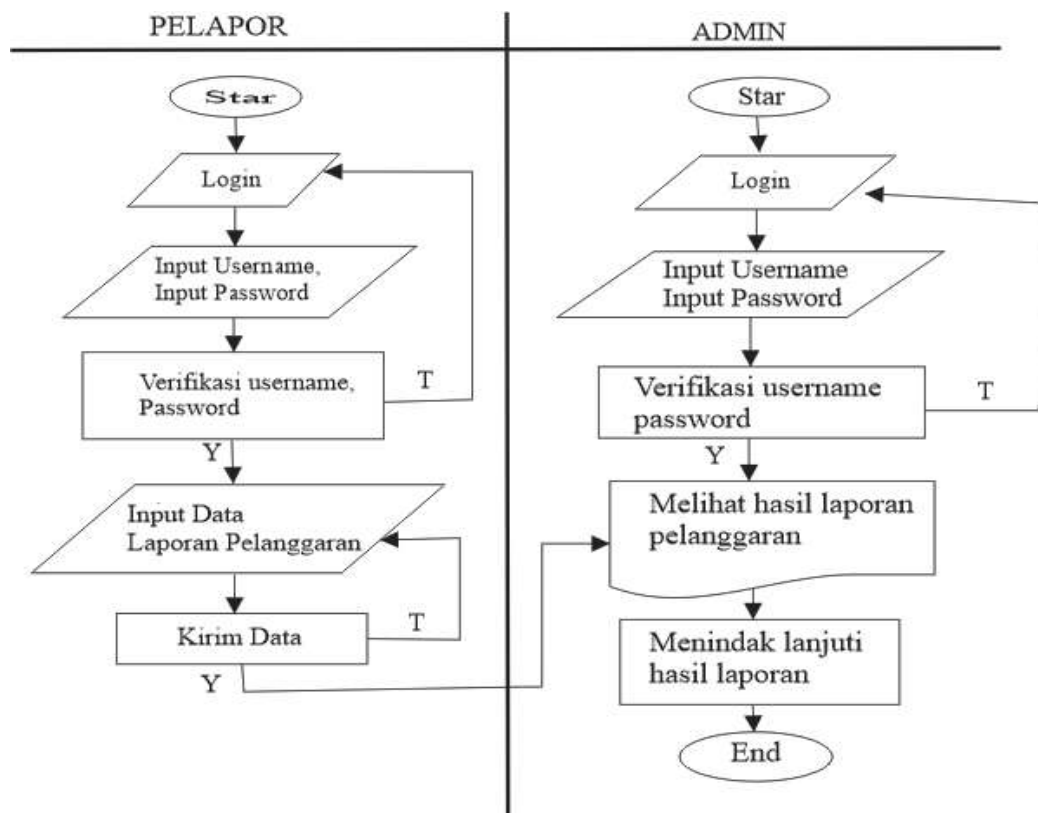 PELAPOR
Star
Login
Input Username,
Input Password
Verifikasi username,
Password
T
Y
Input Data
Laporan Pelanggaran
Kirim Data
T
Y
ADMIN
Star
Login
Input Username
Input Password
Verifikasi username
password
T
Y
Melihat hasil laporan
pelanggaran
Menindak lanjuti
hasil laporan
End